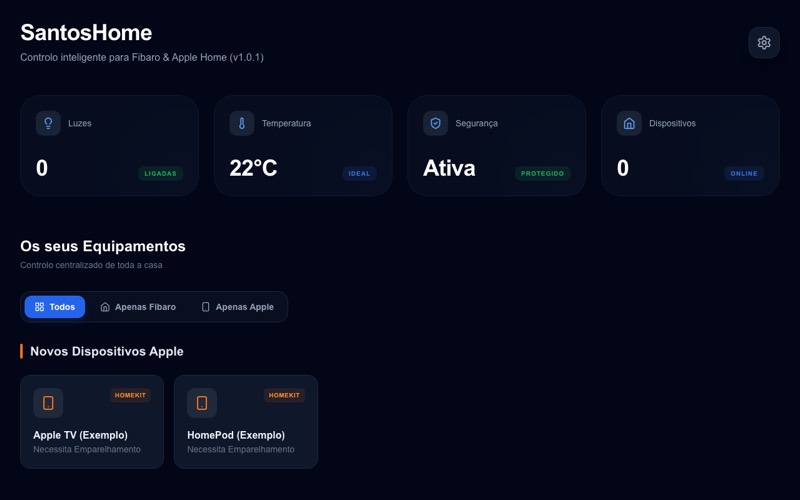 SantosHome
Controlo inteligente para Fibaro & Apple Home (v1.0.1)
Luzes
0
LIGADAS
Temperatura
22°C
IDEAL
Segurança
Ativa
PROTEGIDO
Dispositivos
0
ONLINE
Os seus Equipamentos
Controlo centralizado de toda a casa
Todos
Apenas Fibaro
Apenas Apple
Novos Dispositivos Apple
HOMEKIT
Apple TV (Exemplo)
Necessita Emparelhamento
HOMEKIT
HomePod (Exemplo)
Necessita Emparelhamento